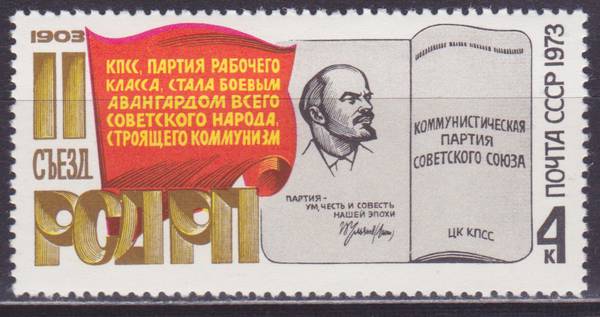 1903
II
СЪЕЗД
РСДРП
КПСС, ПАРТИЯ РАБОЧЕГО
КЛАССА, СТАЛА БОЕВЫМ
АВАНГАРДОМ ВСЕГО
СОВЕТСКОГО НАРОДА,
СТРОЯЩЕГО КОММУНИЗМ
ПАРТИЯ -
УМ, ЧЕСТЬ И СОВЕСТЬ
НАШЕЙ ЭПОХИ
КОММУНИСТИЧЕСКАЯ
ПАРТИЯ
СОВЕТСКОГО СОЮЗА
ЦК КПСС
ПОЧТА СССР 1973
4 К